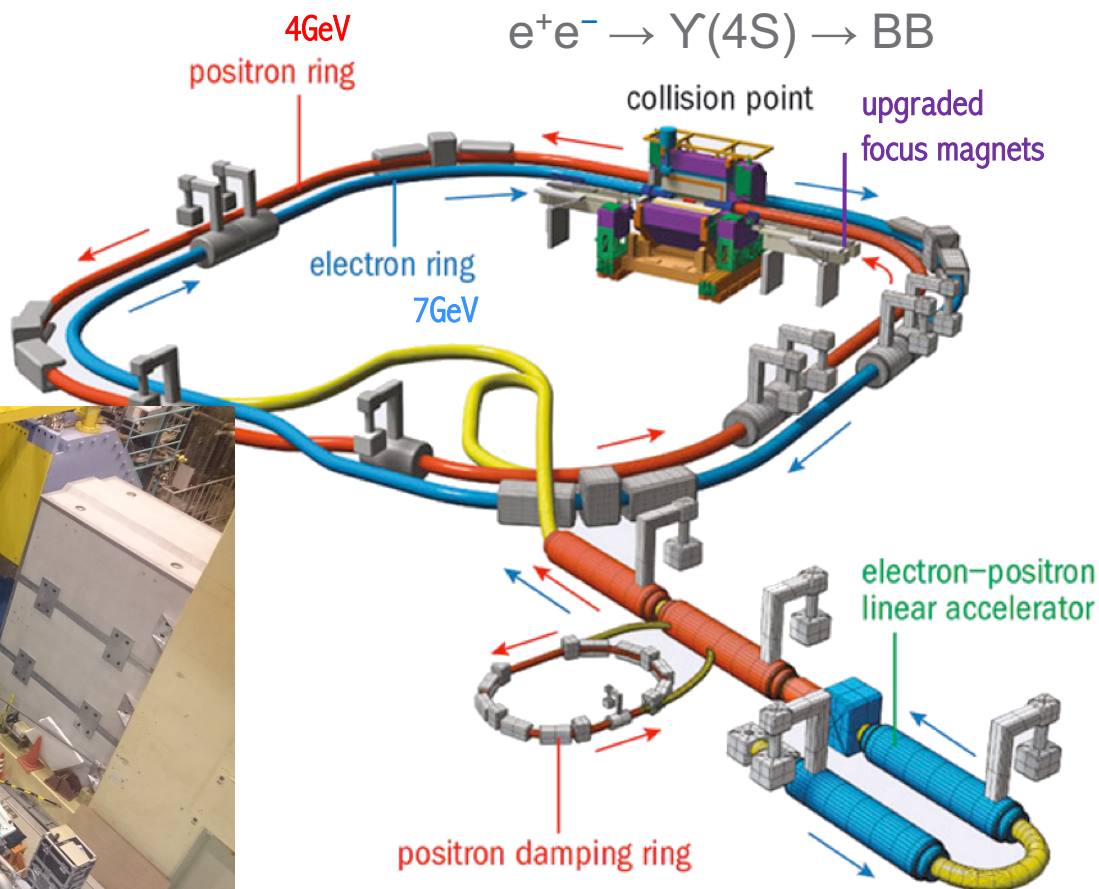 4GeV
positron ring
e⁺e⁻ → ϒ(4S) → BB
collision point
upgraded
focus magnets
electron ring
7GeV
electron–positron
linear accelerator
positron damping ring